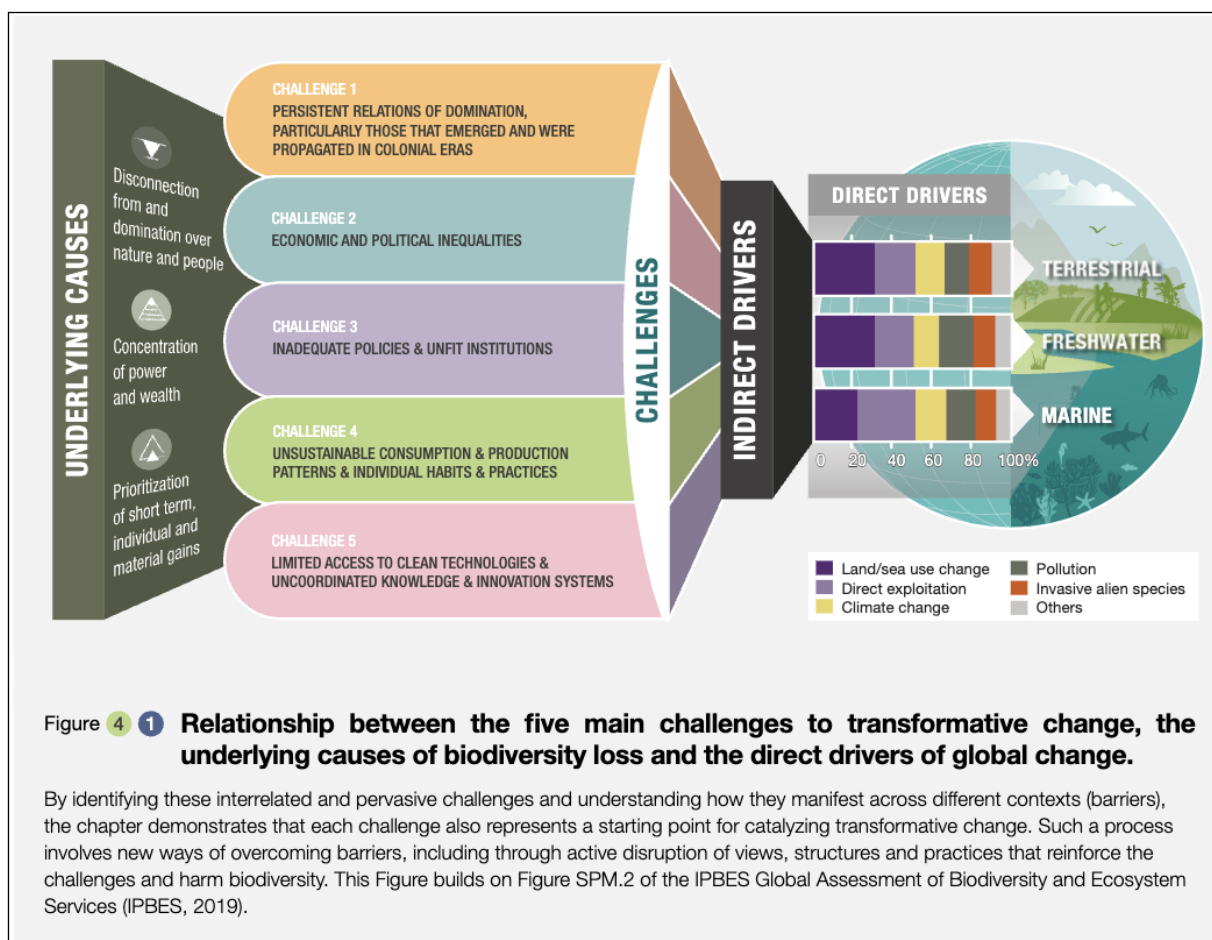 UNDERLYING CAUSES
Disconnection
from and
domination over
nature and people
Concentration
of power
and wealth
Prioritization
of short term,
individual and
material gains
CHALLENGE 1
PERSISTENT RELATIONS OF DOMINATION,
PARTICULARLY THOSE THAT EMERGED AND WERE
PROPAGATED IN COLONIAL ERAS
CHALLENGE 2
ECONOMIC AND POLITICAL INEQUALITIES
CHALLENGE 3
INADEQUATE POLICIES & UNFIT INSTITUTIONS
CHALLENGE 4
UNSUSTAINABLE CONSUMPTION & PRODUCTION
PATTERNS & INDIVIDUAL HABITS & PRACTICES
CHALLENGE 5
LIMITED ACCESS TO CLEAN TECHNOLOGIES &
UNCOORDINATED KNOWLEDGE & INNOVATION SYSTEMS
CHALLENGES
INDIRECT DRIVERS
DIRECT DRIVERS
TERRESTRIAL
FRESHWATER
MARINE
0 20 40 60 80 100%
Land/sea use change
Direct exploitation
Climate change
Pollution
Invasive alien species
Others
Figure 4 1 Relationship between the five main challenges to transformative change, the
underlying causes of biodiversity loss and the direct drivers of global change.
By identifying these interrelated and pervasive challenges and understanding how they manifest across different contexts (barriers),
the chapter demonstrates that each challenge also represents a starting point for catalyzing transformative change. Such a process
involves new ways of overcoming barriers, including through active disruption of views, structures and practices that reinforce the
challenges and harm biodiversity. This Figure builds on Figure SPM.2 of the IPBES Global Assessment of Biodiversity and Ecosystem
Services (IPBES, 2019).